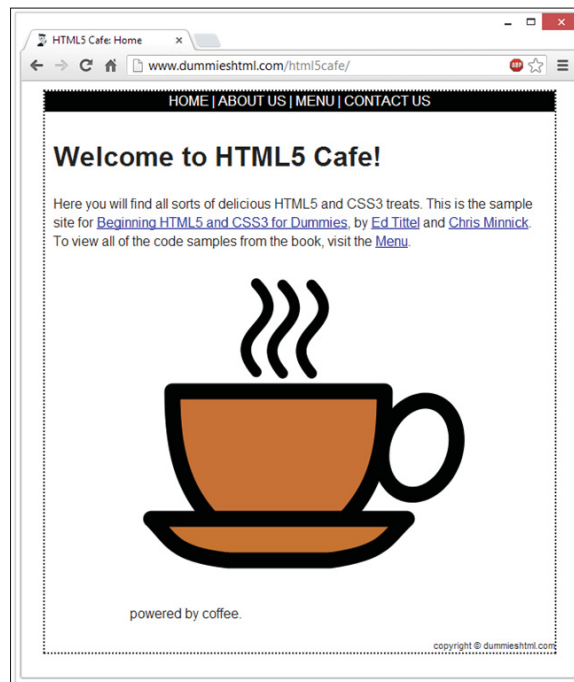 HTML5 Cafe: Home
www.dummieshtml.com/html5cafe/
ABP
HOME | ABOUT US | MENU | CONTACT US
Welcome to HTML5 Cafe!
Here you will find all sorts of delicious HTML5 and CSS3 treats. This is the sample
site for Beginning HTML5 and CSS3 for Dummies, by Ed Tittel and Chris Minnick.
To view all of the code samples from the book, visit the Menu.
powered by coffee.
copyright © dummieshtml.com